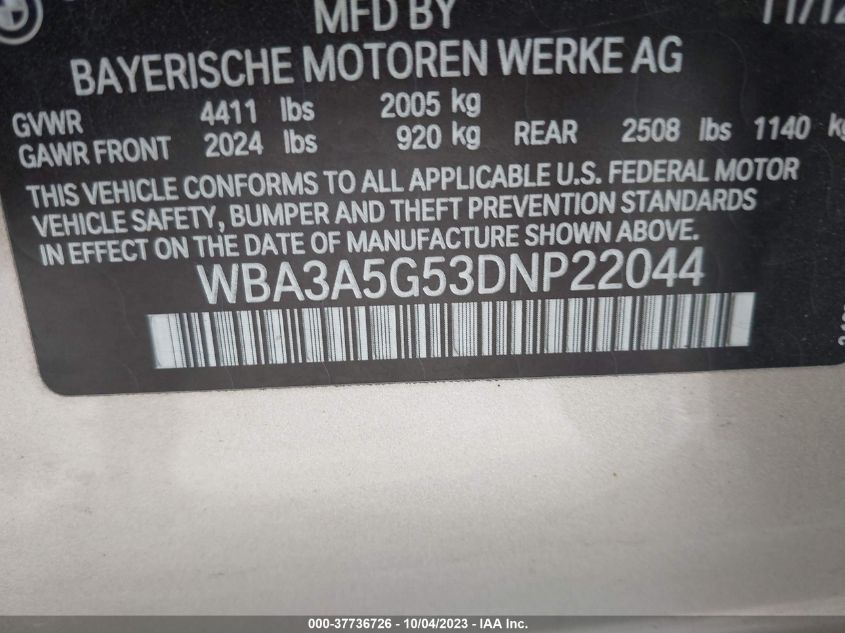 MFD BY
BAYERISCHE MOTOREN WERKE AG
GVWR 4411 lbs 2005 kg
GAWR FRONT 2024 lbs 920 kg REAR 2508 lbs 1140 kg
THIS VEHICLE CONFORMS TO ALL APPLICABLE U.S. FEDERAL MOTOR
VEHICLE SAFETY, BUMPER AND THEFT PREVENTION STANDARDS
IN EFFECT ON THE DATE OF MANUFACTURE SHOWN ABOVE.
WBA3A5G53DNP22044
000-37736726 - 10/04/2023 - IAA Inc.